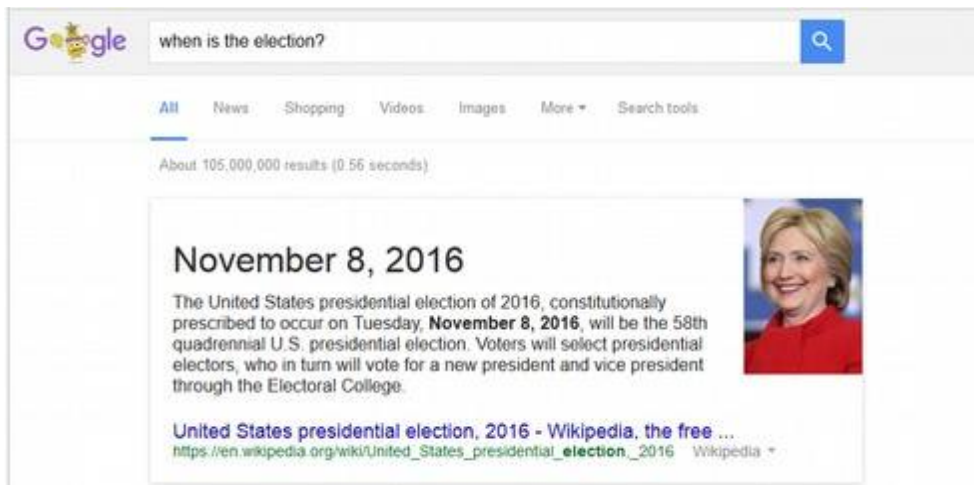 Google
when is the election?
All News Shopping Videos Images More Search tools
About 105,000,000 results (0.56 seconds)
November 8, 2016
The United States presidential election of 2016, constitutionally
prescribed to occur on Tuesday, November 8, 2016, will be the 58th
quadrennial U.S. presidential election. Voters will select presidential
electors, who in turn will vote for a new president and vice president
through the Electoral College.
United States presidential election, 2016 - Wikipedia, the free ...
https://en.wikipedia.org/wiki/United_States_presidential_election,_2016 Wikipedia